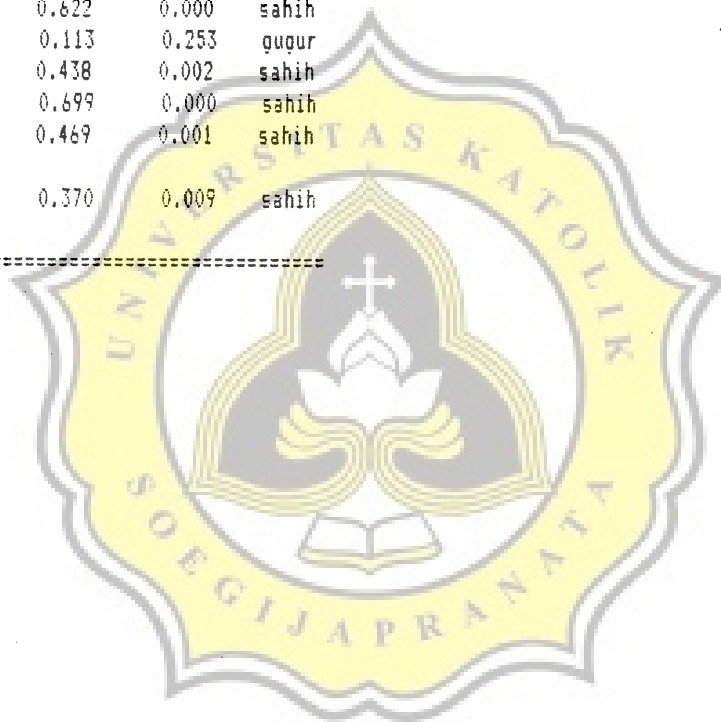 0.622 0.000 sahih
0.113 0.253 gugur
0.438 0.002 sahih
0.699 0.000 sahih
0.469 0.001 sahih
0.370 0.009 sahih
==============================
UNIVERSITAS KATOLIK
SOEGIJAPRANATA